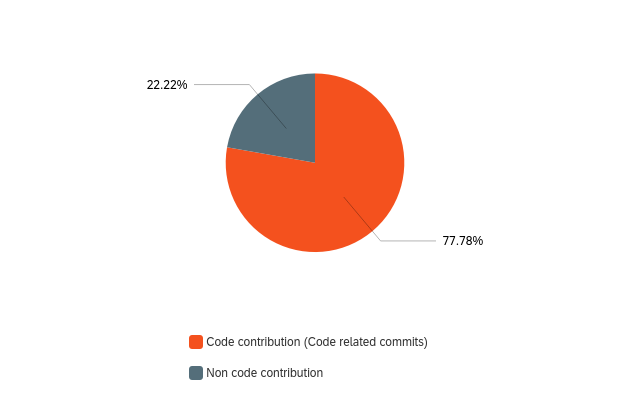 22.22%
77.78%
Code contribution (Code related commits)
Non code contribution